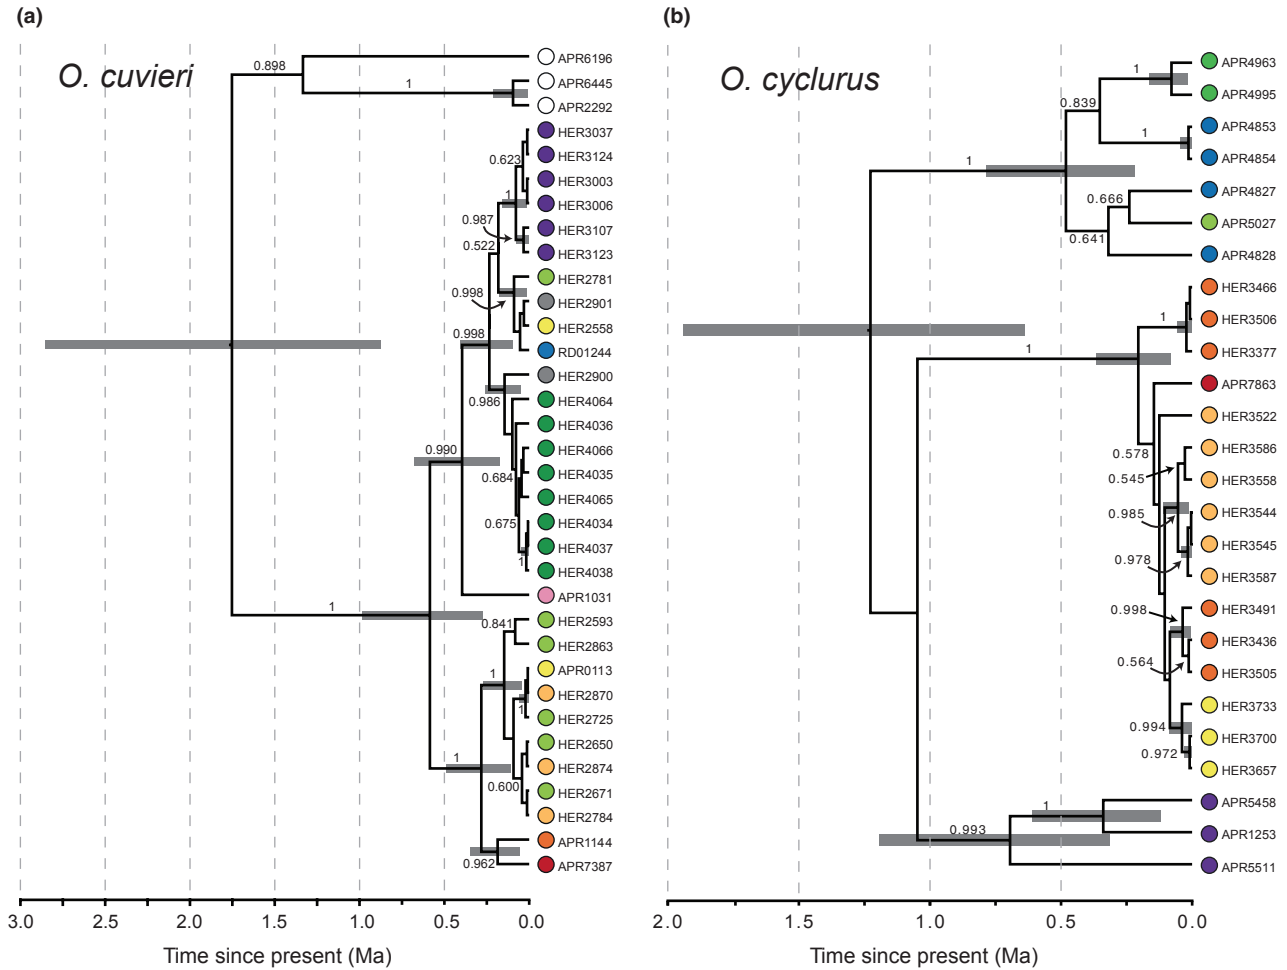 (a)
O. cuvieri
0.898
1
APR6196
APR6445
APR2292
HER3037
HER3124
HER3003
HER3006
HER3107
HER3123
HER2781
HER2901
HER2558
RD01244
HER2900
HER4064
HER4036
HER4066
HER4035
HER4065
HER4034
HER4037
HER4038
APR1031
HER2593
HER2863
APR0113
HER2870
HER2725
HER2650
HER2874
HER2671
HER2784
APR1144
APR7387
0.623
1
0.987
0.522
0.998
0.998
0.986
0.990
0.684
0.675
1
1
0.841
1
1
1
0.600
0.962
3.0 2.5 2.0 1.5 1.0 0.5 0.0
Time since present (Ma)
(b)
O. cyclurus
APR4963
APR4995
APR4853
APR4854
APR4827
APR5027
APR4828
HER3466
HER3506
HER3377
APR7863
HER3522
HER3586
HER3558
HER3544
HER3545
HER3587
HER3491
HER3436
HER3505
HER3733
HER3700
HER3657
APR5458
APR1253
APR5511
1
0.839
1
1
0.666
0.641
1
1
0.578
0.545
0.985
0.978
0.998
0.564
0.994
0.972
1
0.993
2.0 1.5 1.0 0.5 0.0
Time since present (Ma)